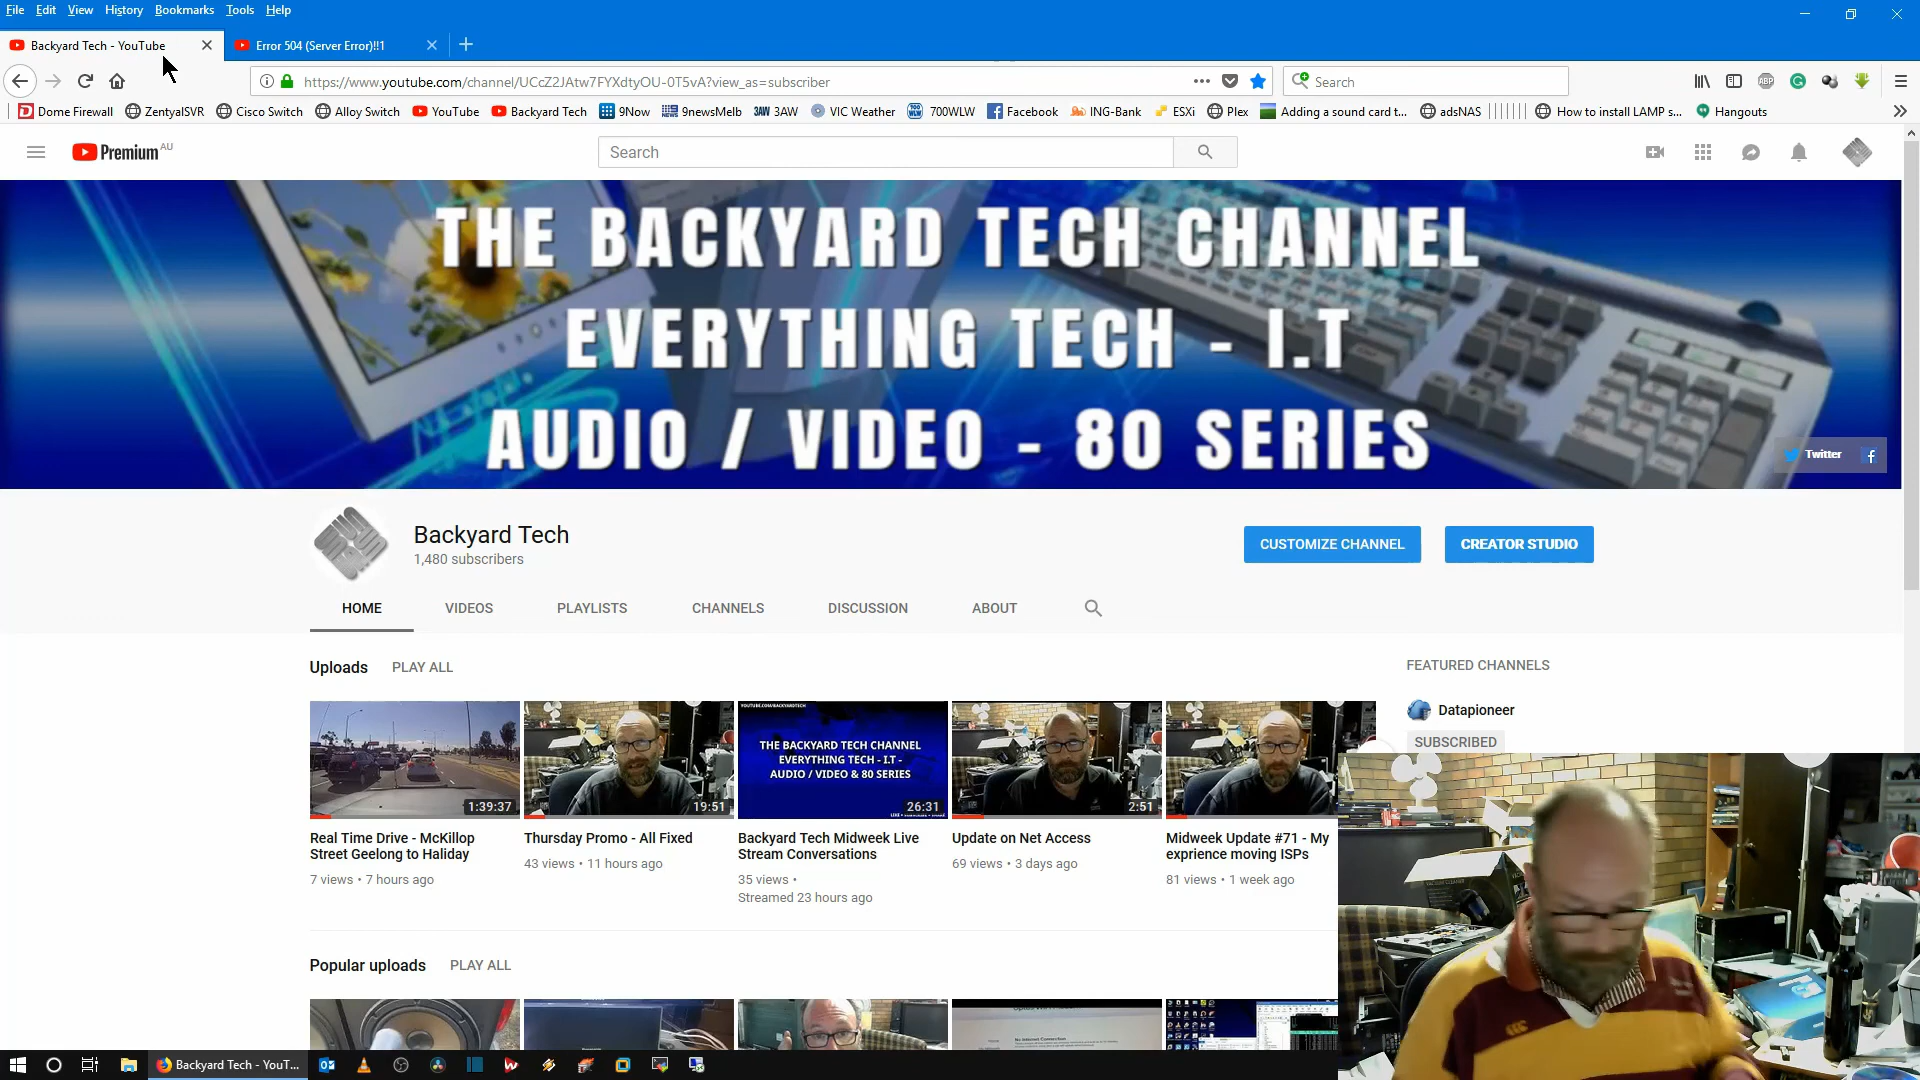 File Edit View History Bookmarks Tools Help
Backyard Tech - YouTube
Error 504 (Server Error)!!1
https://www.youtube.com/channel/UCcZ2JAtw7FYXdtyOU-0T5vA?view_as=subscriber
Search
Dome Firewall ZentyalSVR Cisco Switch Alloy Switch YouTube Backyard Tech 9Now 9newsMelb 3AW VIC Weather 700WLW Facebook ING-Bank ESXi Plex Adding a sound card t... adsNAS How to install LAMP s... Hangouts
Premium AU
Search
THE BACKYARD TECH CHANNEL
EVERYTHING TECH - I.T
AUDIO / VIDEO - 80 SERIES
Twitter
Backyard Tech
1,480 subscribers
CUSTOMIZE CHANNEL
CREATOR STUDIO
HOME VIDEOS PLAYLISTS CHANNELS DISCUSSION ABOUT
Uploads PLAY ALL
FEATURED CHANNELS
Datapioneer
SUBSCRIBED
1:39:37
Real Time Drive - McKillop
Street Geelong to Haliday
7 views • 7 hours ago
19:51
Thursday Promo - All Fixed
43 views • 11 hours ago
THE BACKYARD TECH CHANNEL
EVERYTHING TECH - I.T -
AUDIO / VIDEO & 80 SERIES
26:31
Backyard Tech Midweek Live
Stream Conversations
35 views •
Streamed 23 hours ago
2:51
Update on Net Access
69 views • 3 days ago
Midweek Update #71 - My
exprience moving ISPs
81 views • 1 week ago
Popular uploads PLAY ALL
No Internet Connection
Backyard Tech - YouT...